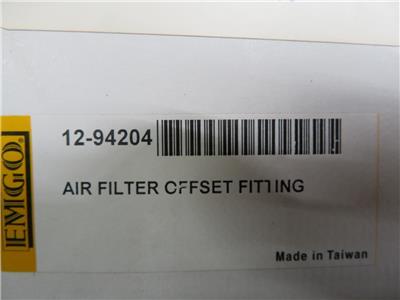 EMGO
12-94204
AIR FILTER OFFSET FITTING
Made in Taiwan